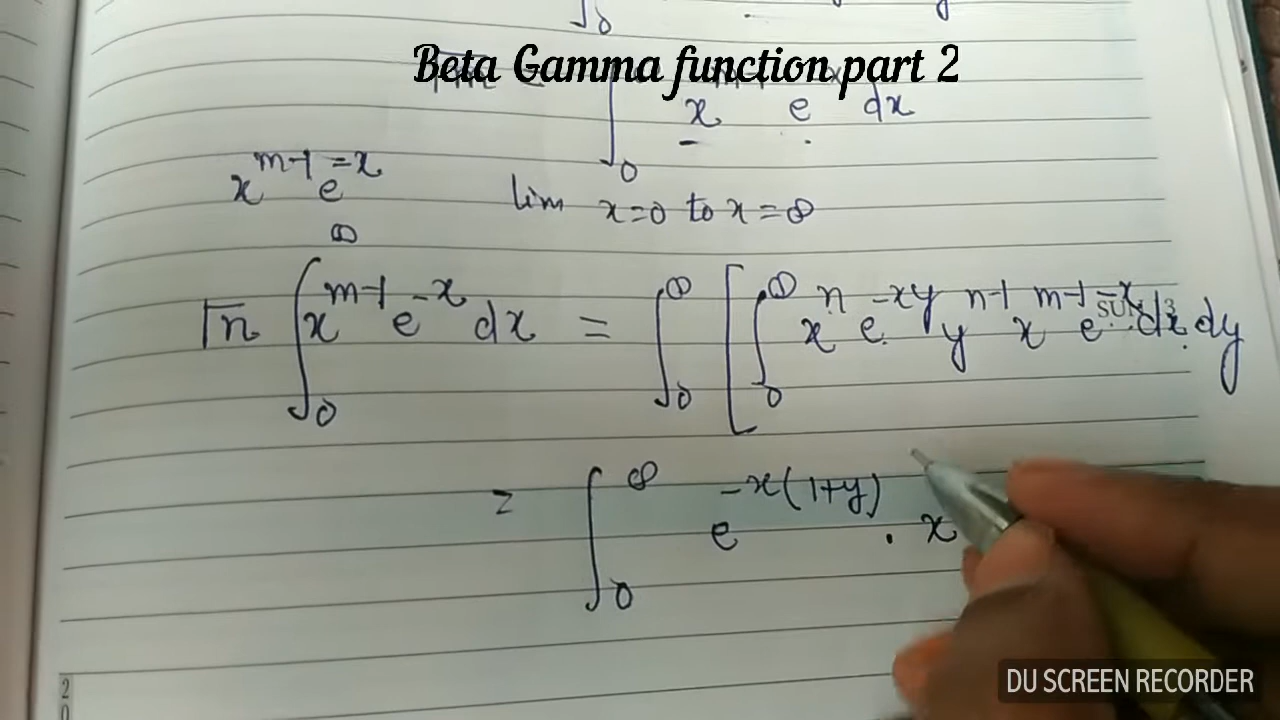 0
Beta Gamma function part 2
∫₀ x e dx
x^{m-1} e^{-x}
lim x=0 to x=∞
Γn ∫₀^∞ x^{m-1} e^{-x} dx = ∫₀^∞ [ ∫₀^∞ x^n e^{-xy} y^{n-1} x^{m-1} e^{-x} dx dy
= ∫₀^∞ e^{-x(1+y)} . x
DU SCREEN RECORDER